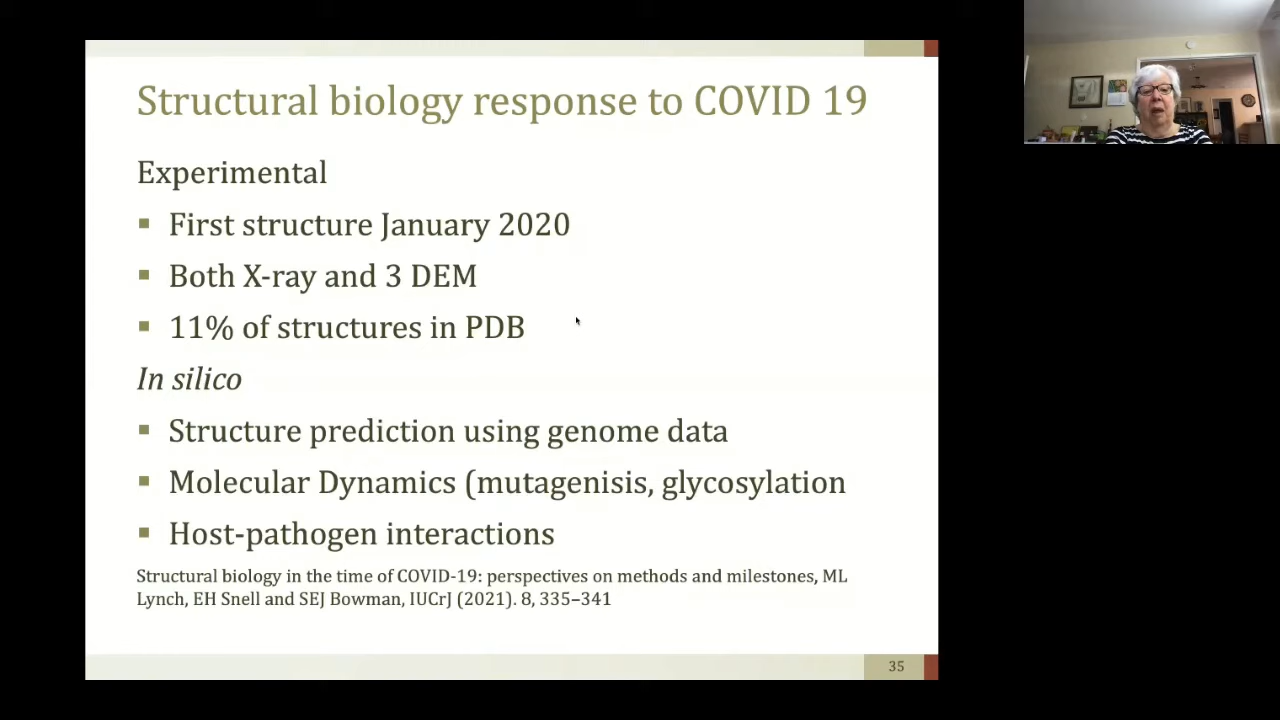 Structural biology response to COVID 19
Experimental
▪ First structure January 2020
▪ Both X-ray and 3 DEM
▪ 11% of structures in PDB
In silico
▪ Structure prediction using genome data
▪ Molecular Dynamics (mutagenisis, glycosylation
▪ Host-pathogen interactions
Structural biology in the time of COVID-19: perspectives on methods and milestones, ML
Lynch, EH Snell and SEJ Bowman, IUCrJ (2021). 8, 335–341
35